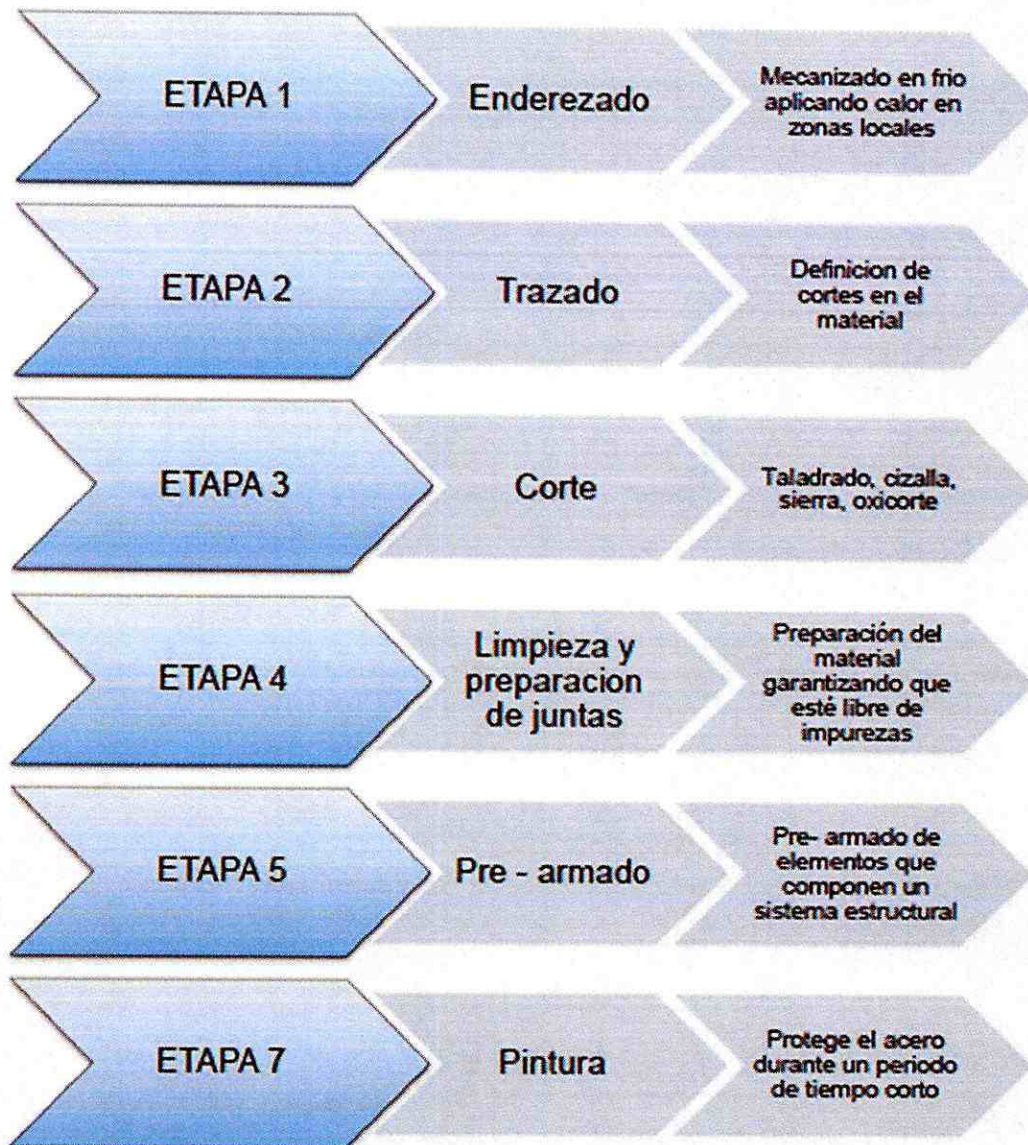 ETAPA 1
Enderezado
Mecanizado en frio
aplicando calor en
zonas locales
ETAPA 2
Trazado
Definicion de
cortes en el
material
ETAPA 3
Corte
Taladrado, cizalla,
sierra, oxicorte
ETAPA 4
Limpieza y
preparacion
de juntas
Preparación del
material
garantizando que
esté libre de
impurezas
ETAPA 5
Pre - armado
Pre- armado de
elementos que
componen un
sistema estructural
ETAPA 7
Pintura
Protege el acero
durante un periodo
de tiempo corto